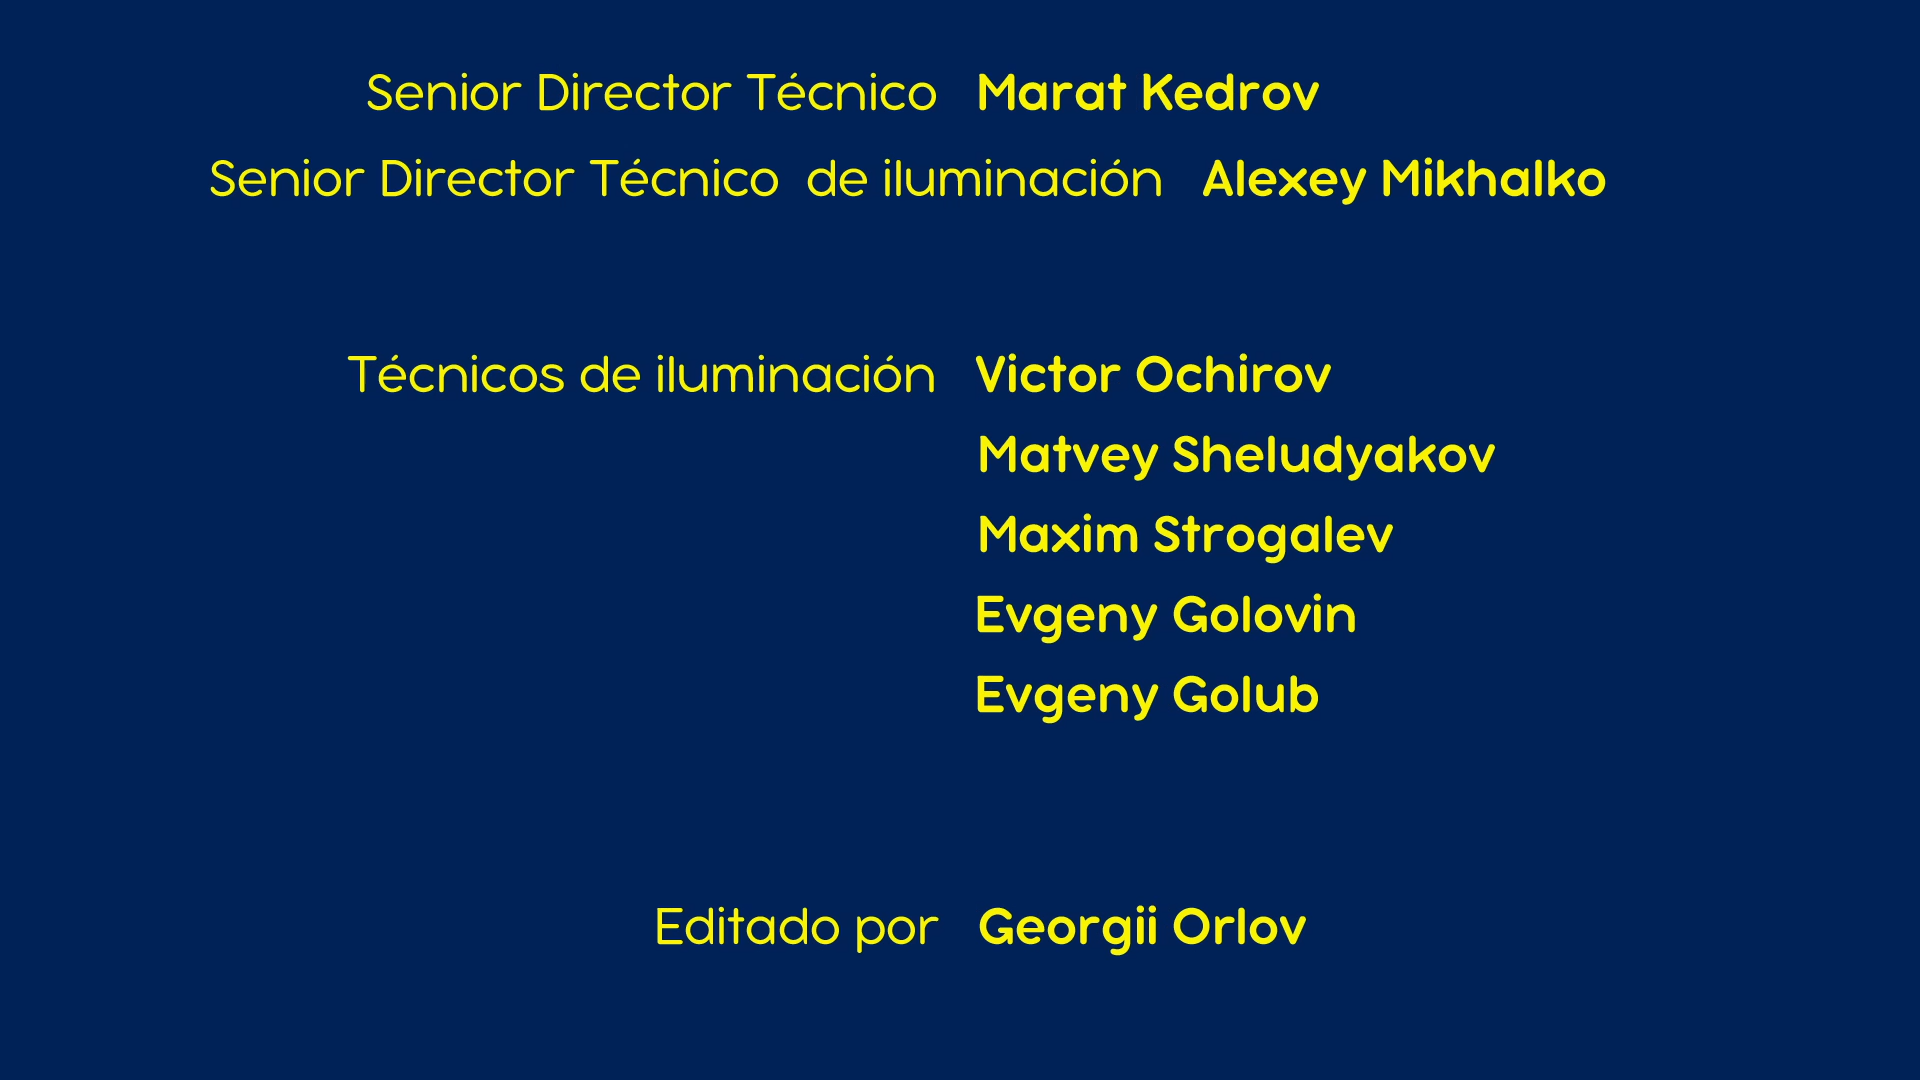 Senior Director Técnico Marat Kedrov
Senior Director Técnico de iluminación Alexey Mikhalko
Técnicos de iluminación Victor Ochirov
Matvey Sheludyakov
Maxim Strogalev
Evgeny Golovin
Evgeny Golub
Editado por Georgii Orlov